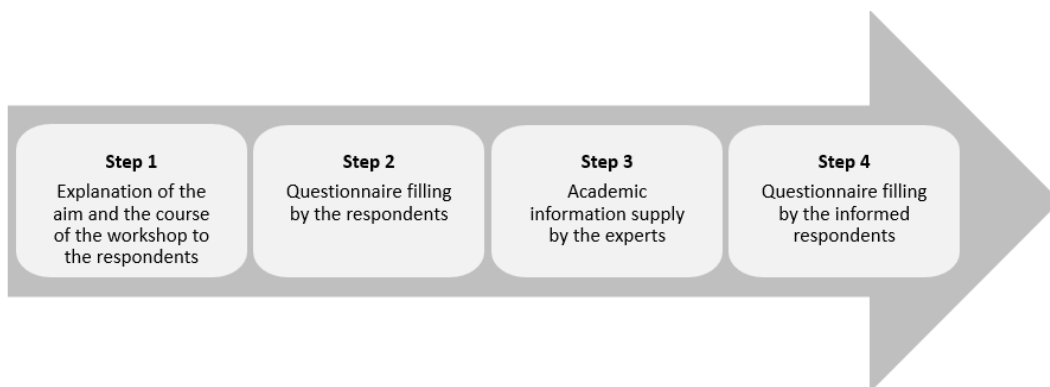 Step 1
Explanation of the
aim and the course
of the workshop to
the respondents
Step 2
Questionnaire filling
by the respondents
Step 3
Academic
information supply
by the experts
Step 4
Questionnaire filling
by the informed
respondents